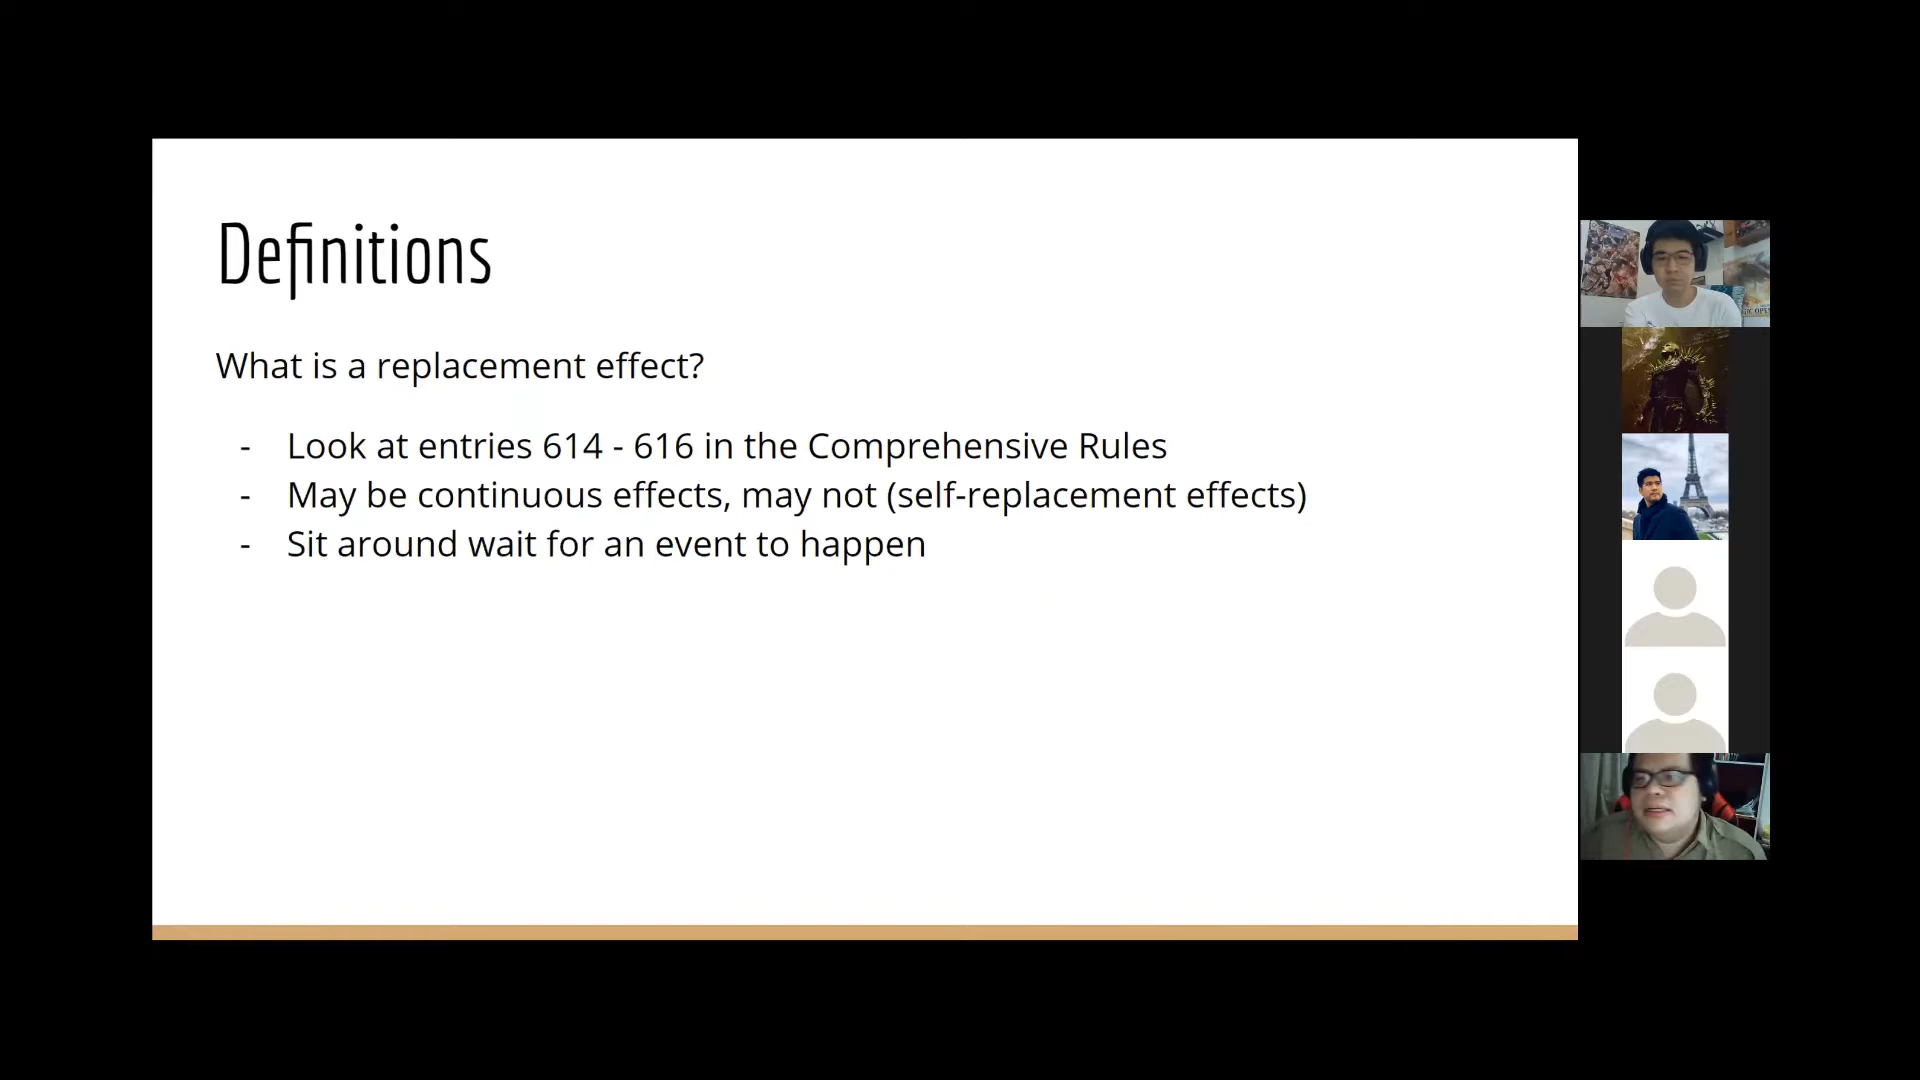 Definitions
What is a replacement effect?
- Look at entries 614 - 616 in the Comprehensive Rules
- May be continuous effects, may not (self-replacement effects)
- Sit around wait for an event to happen